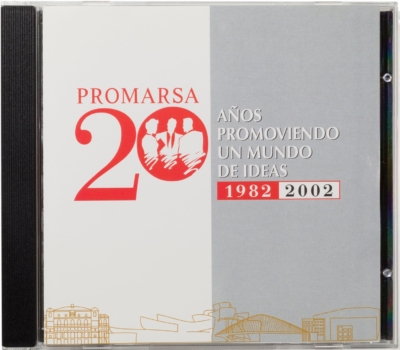 PROMARSA
20
AÑOS
PROMOVIENDO
UN MUNDO
DE IDEAS
1982 2002